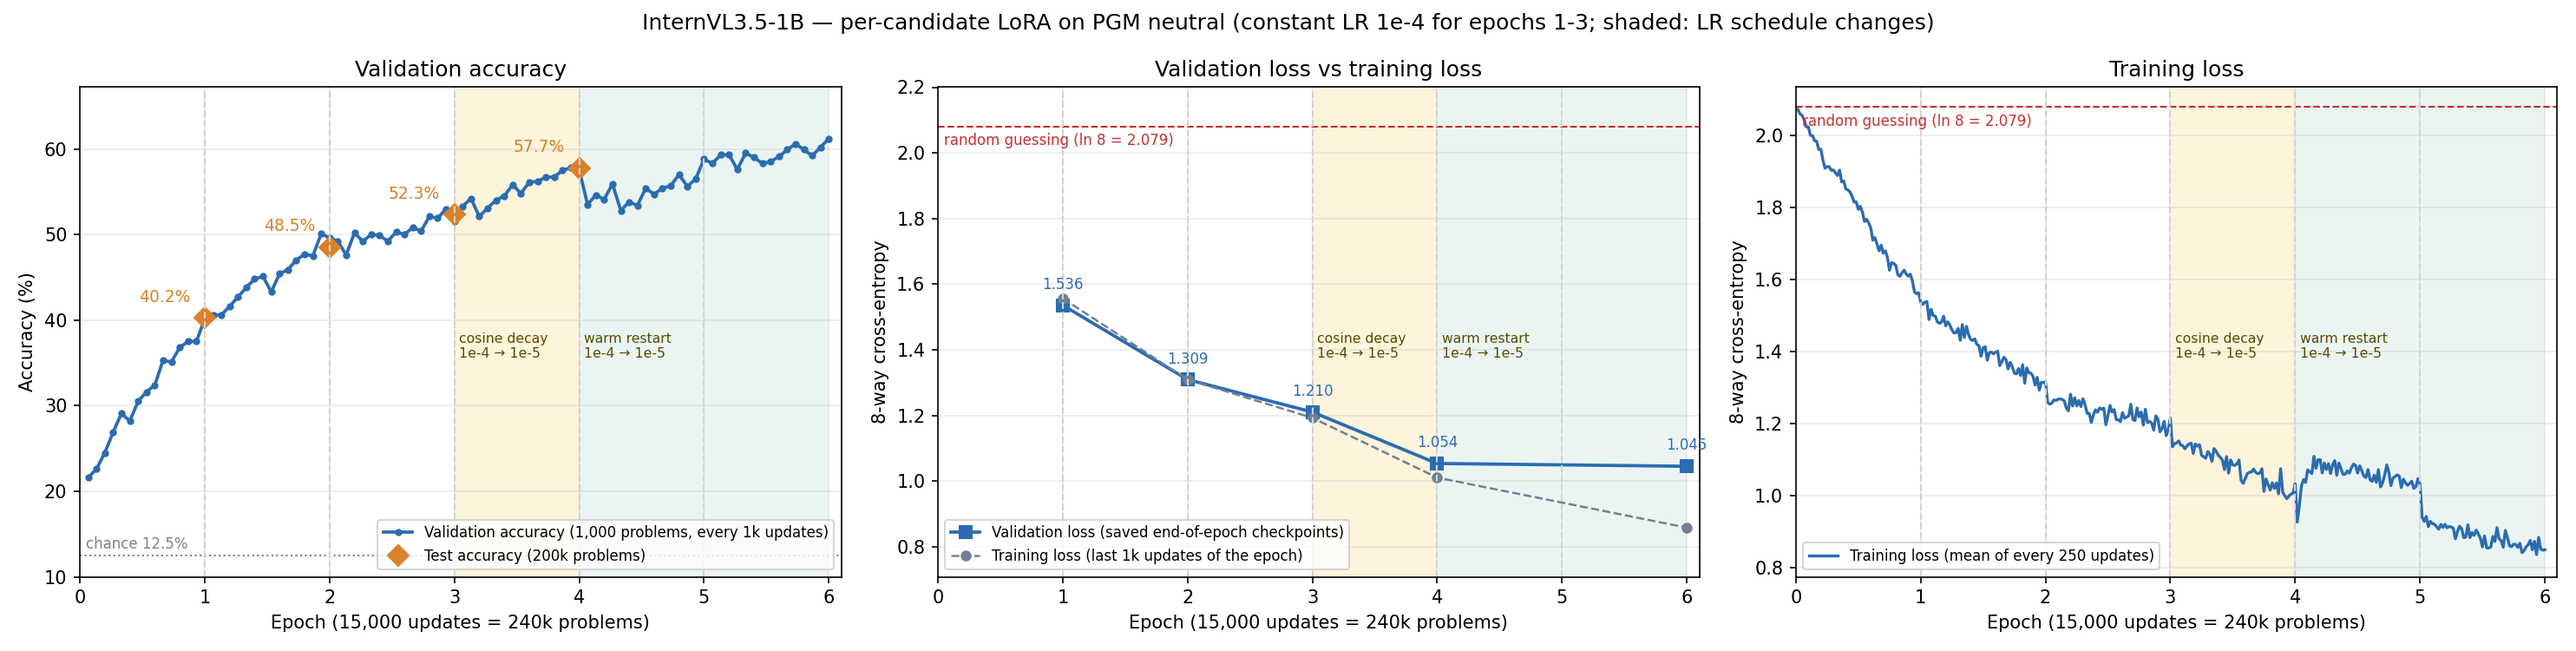 InternVL3.5-1B — per-candidate LoRA on PGM neutral (constant LR 1e-4 for epochs 1-3; shaded: LR schedule changes)
Validation accuracy
Accuracy (%)
60
50
40
30
20
10
40.2%
48.5%
52.3%
57.7%
cosine decay
1e-4 → 1e-5
warm restart
1e-4 → 1e-5
chance 12.5%
Validation accuracy (1,000 problems, every 1k updates)
Test accuracy (200k problems)
0 1 2 3 4 5 6
Epoch (15,000 updates = 240k problems)
Validation loss vs training loss
8-way cross-entropy
2.2
2.0
1.8
1.6
1.4
1.2
1.0
0.8
random guessing (ln 8 = 2.079)
1.536
1.309
1.210
1.054
1.045
cosine decay
1e-4 → 1e-5
warm restart
1e-4 → 1e-5
Validation loss (saved end-of-epoch checkpoints)
Training loss (last 1k updates of the epoch)
0 1 2 3 4 5 6
Epoch (15,000 updates = 240k problems)
Training loss
8-way cross-entropy
2.0
1.8
1.6
1.4
1.2
1.0
0.8
random guessing (ln 8 = 2.079)
cosine decay
1e-4 → 1e-5
warm restart
1e-4 → 1e-5
Training loss (mean of every 250 updates)
0 1 2 3 4 5 6
Epoch (15,000 updates = 240k problems)